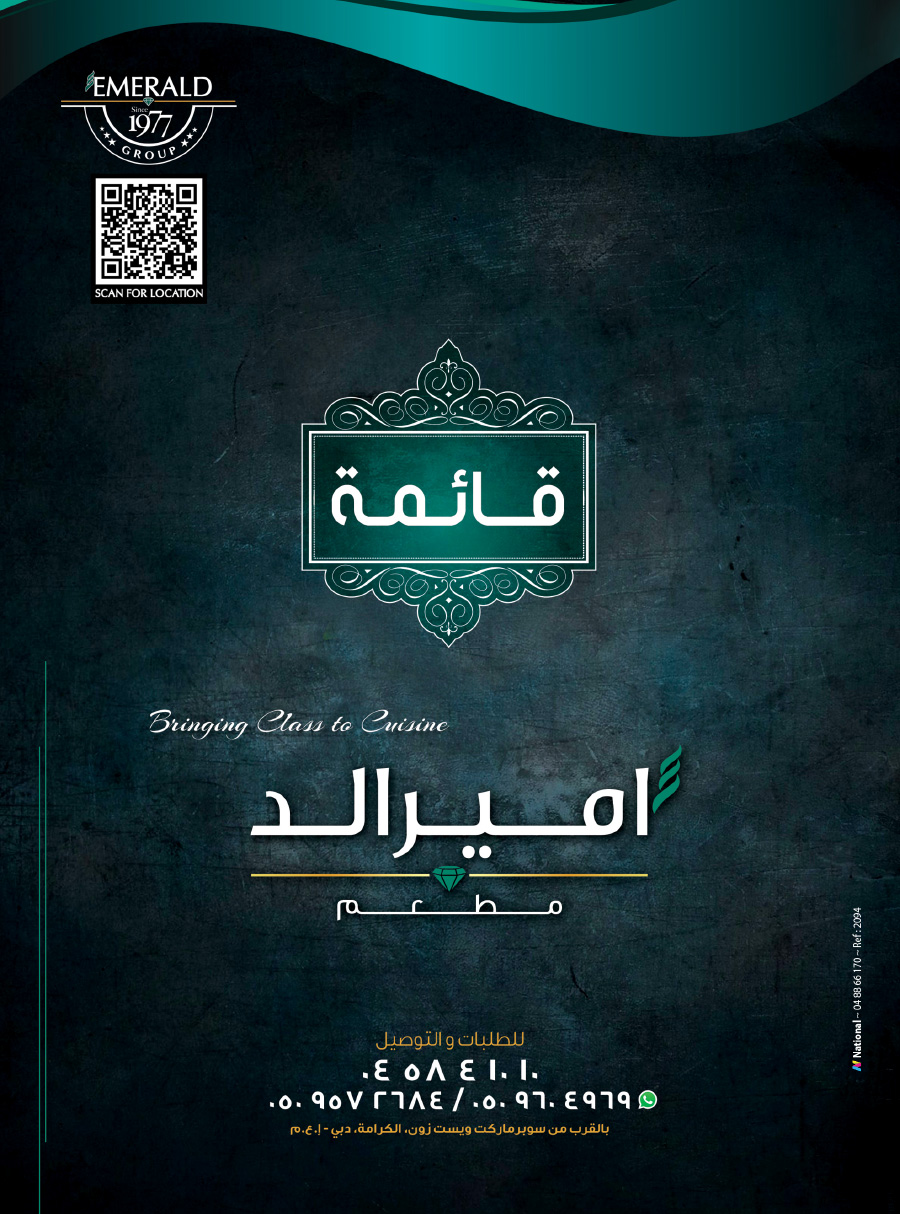 EMERALD
Since
1977
GROUP
SCAN FOR LOCATION
قائمة
Bringing Class to Cuisine
اميرالد
مطعم
للطلبات و التوصيل
٠٤ ٥٨ ٤ ١٠ ١٠
٠٥٠ ٩٥٧ ٢٦٨٤ / ٠٥٠ ٩٦٠ ٤٩٦٩
بالقرب من سوبرماركت ويست زون، الكرامة، دبي - إ.ع.م
National ~ 04 88 66 170 ~ Ref : 2094